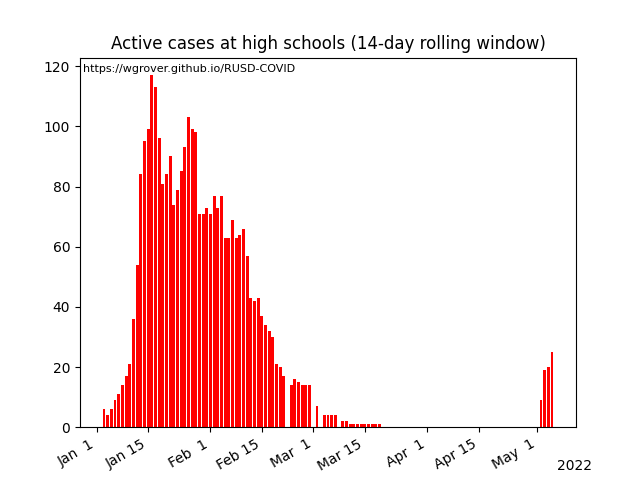 Active cases at high schools (14-day rolling window)
https://wgrover.github.io/RUSD-COVID
120
100
80
60
40
20
0
Jan 1
Jan 15
Feb 1
Feb 15
Mar 1
Mar 15
Apr 1
Apr 15
May 1
2022